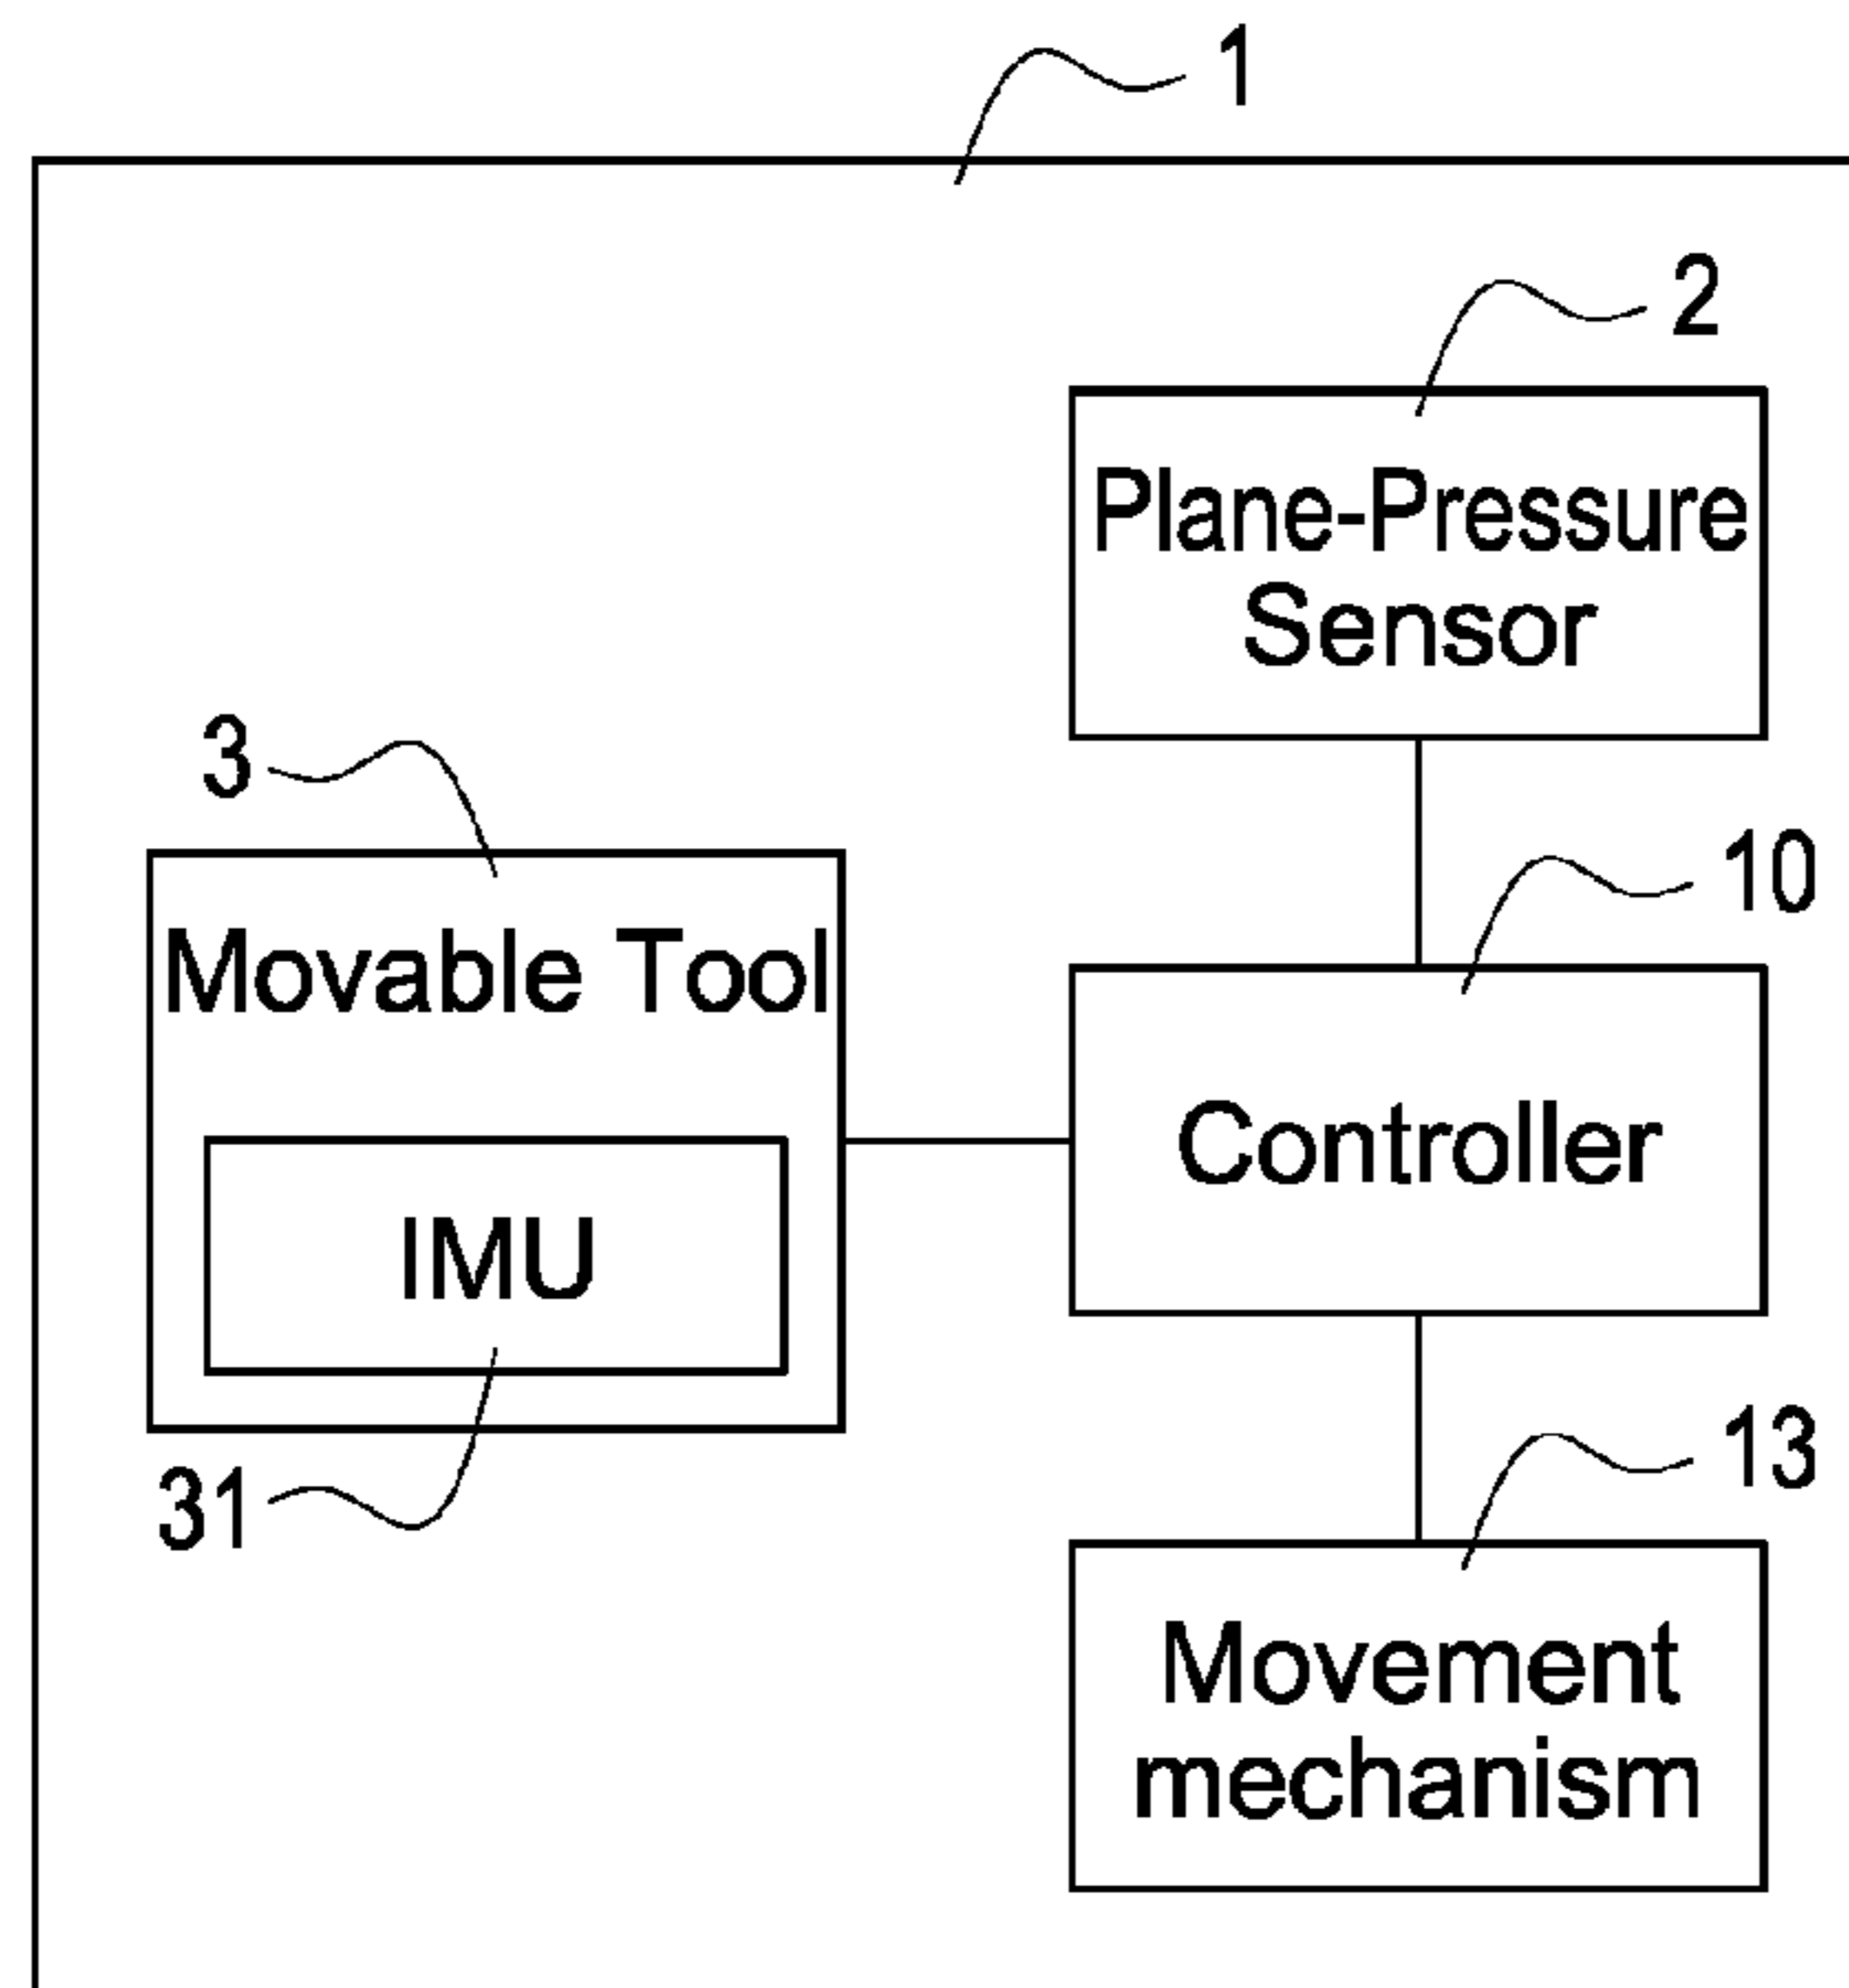 1
2
Plane-Pressure
Sensor
3
10
Movable Tool
Controller
IMU
31
13
Movement
mechanism